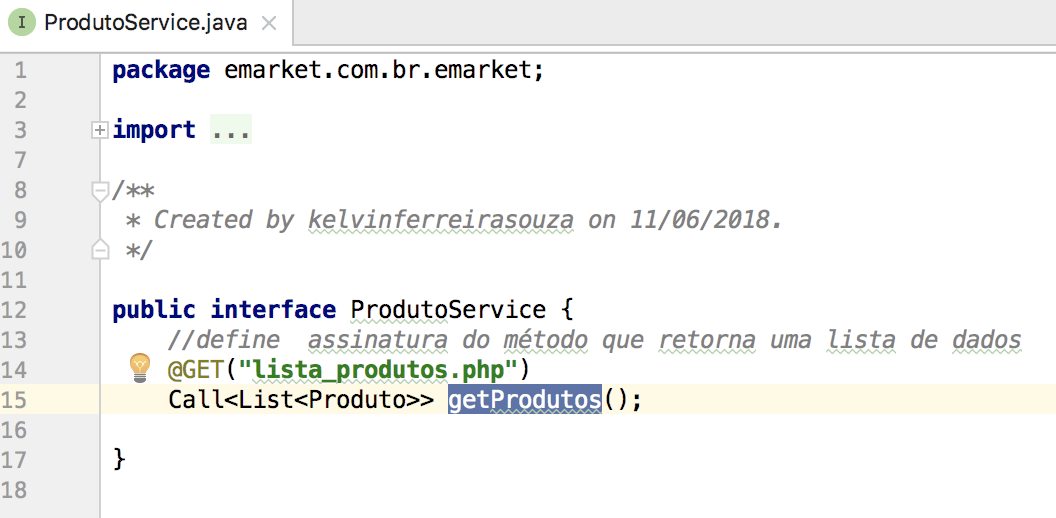 I ProdutoService.java
1 package emarket.com.br.emarket;
2
3 import ...
7
8 /**
9 * Created by kelvinferreirasouza on 11/06/2018.
10 */
11
12 public interface ProdutoService {
13 //define  assinatura do método que retorna uma lista de dados
14 @GET("lista_produtos.php")
15 Call<List<Produto>> getProdutos();
16
17 }
18